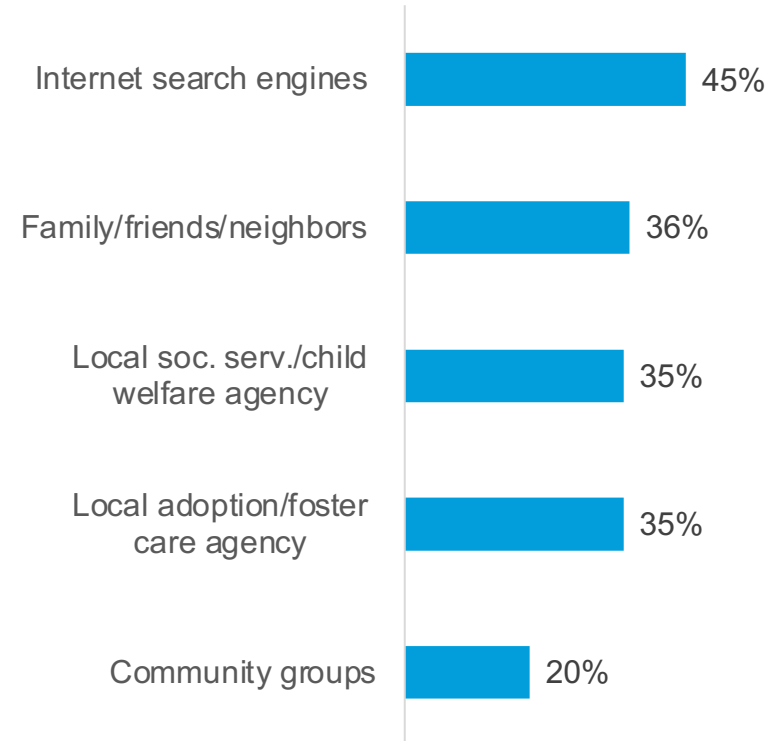 Internet search engines 45%
Family/friends/neighbors 36%
Local soc. serv./child
welfare agency 35%
Local adoption/foster
care agency 35%
Community groups 20%